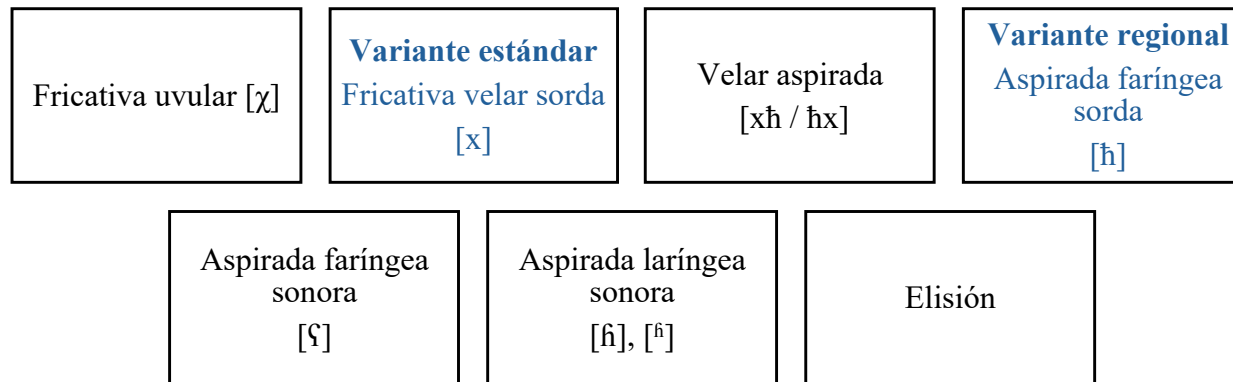 Fricativa uvular [χ]
Variante estándar
Fricativa velar sorda
[x]
Velar aspirada
[xħ / ħx]
Variante regional
Aspirada faríngea
sorda
[ħ]
Aspirada faríngea
sonora
[ʕ]
Aspirada laríngea
sonora
[ɦ], [ʱ]
Elisión